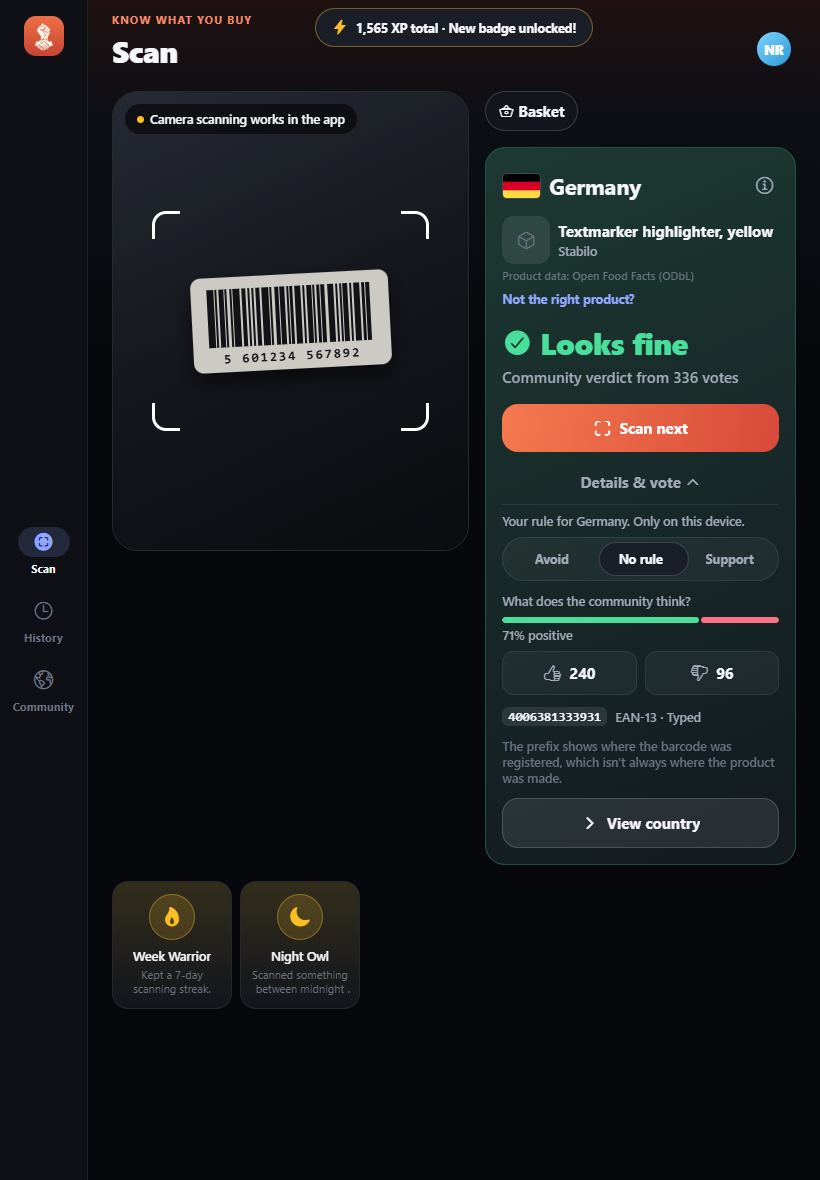 KNOW WHAT YOU BUY
Scan
1,565 XP total · New badge unlocked!
NR
Camera scanning works in the app
5 601234 567892
Basket
Germany
Textmarker highlighter, yellow
Stabilo
Product data: Open Food Facts (ODbL)
Not the right product?
Looks fine
Community verdict from 336 votes
Scan next
Details & vote
Your rule for Germany. Only on this device.
Avoid
No rule
Support
What does the community think?
71% positive
240
96
4006381333931 EAN-13 · Typed
The prefix shows where the barcode was
registered, which isn't always where the product
was made.
View country
Scan
History
Community
Week Warrior
Kept a 7-day
scanning streak.
Night Owl
Scanned something
between midnight .